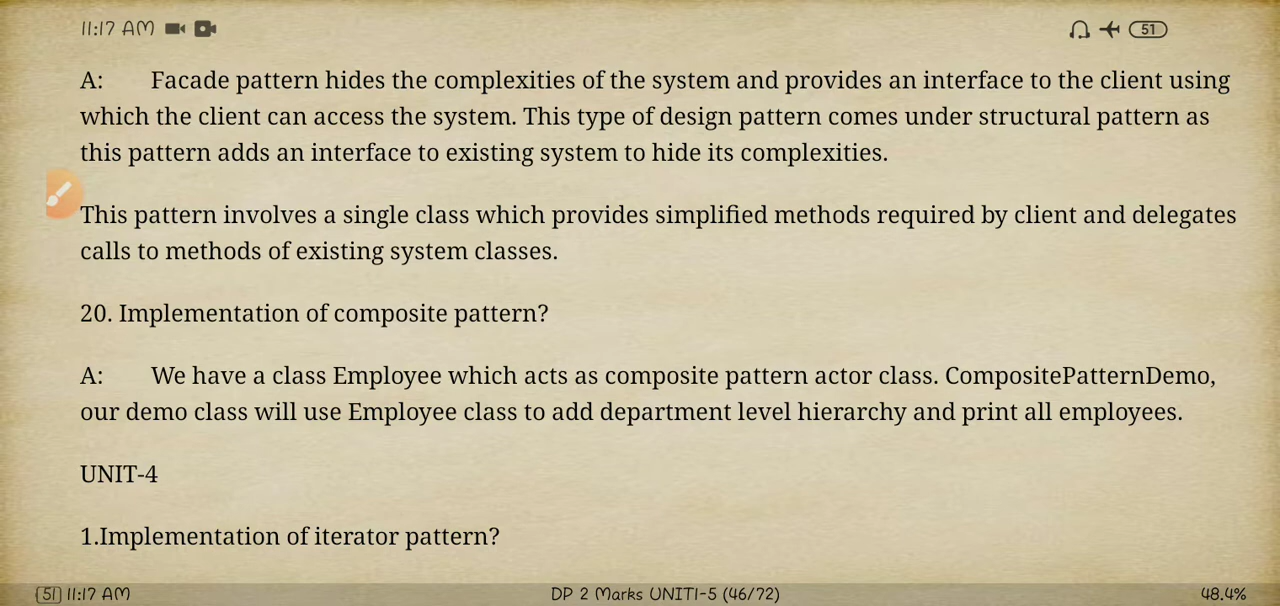 11:17 AM
51
A: Facade pattern hides the complexities of the system and provides an interface to the client using
which the client can access the system. This type of design pattern comes under structural pattern as
this pattern adds an interface to existing system to hide its complexities.
This pattern involves a single class which provides simplified methods required by client and delegates
calls to methods of existing system classes.
20. Implementation of composite pattern?
A: We have a class Employee which acts as composite pattern actor class. CompositePatternDemo,
our demo class will use Employee class to add department level hierarchy and print all employees.
UNIT-4
1.Implementation of iterator pattern?
51 11:17 AM DP 2 Marks UNIT1-5 (46/72) 48.4%